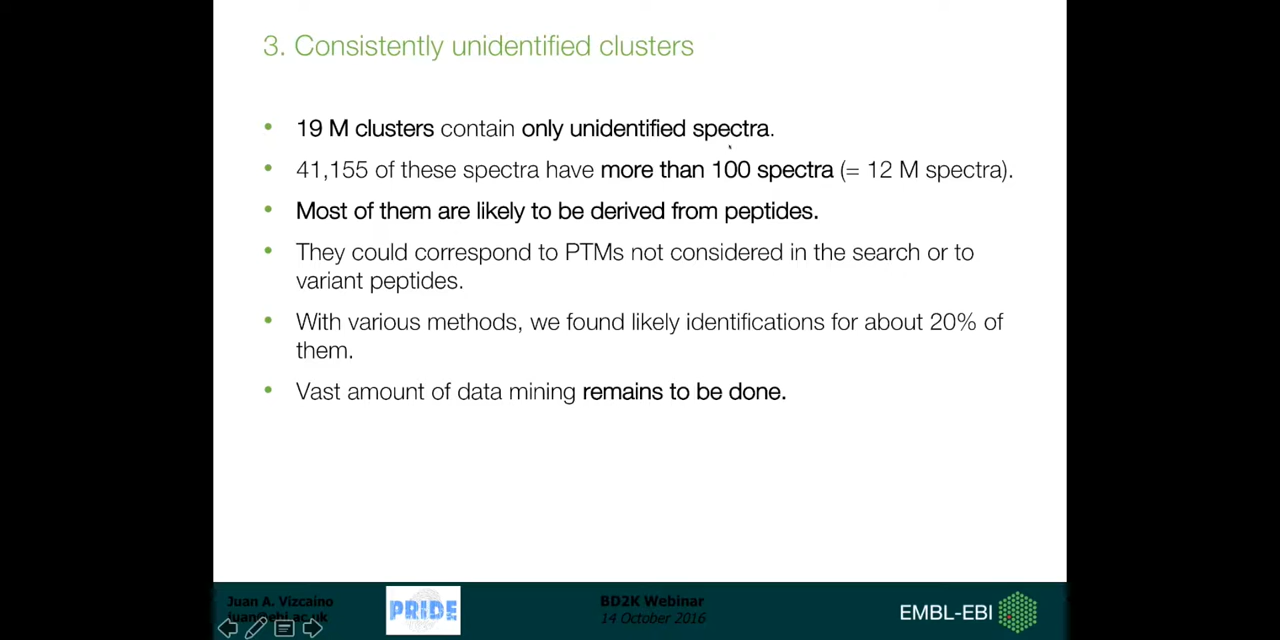 3. Consistently unidentified clusters
• 19 M clusters contain only unidentified spectra.
• 41,155 of these spectra have more than 100 spectra (= 12 M spectra).
• Most of them are likely to be derived from peptides.
• They could correspond to PTMs not considered in the search or to
variant peptides.
• With various methods, we found likely identifications for about 20% of
them.
• Vast amount of data mining remains to be done.
Juan A. Vizcaino
juan@ebi.ac.uk
PRIDE
BD2K Webinar
14 October 2016
EMBL-EBI